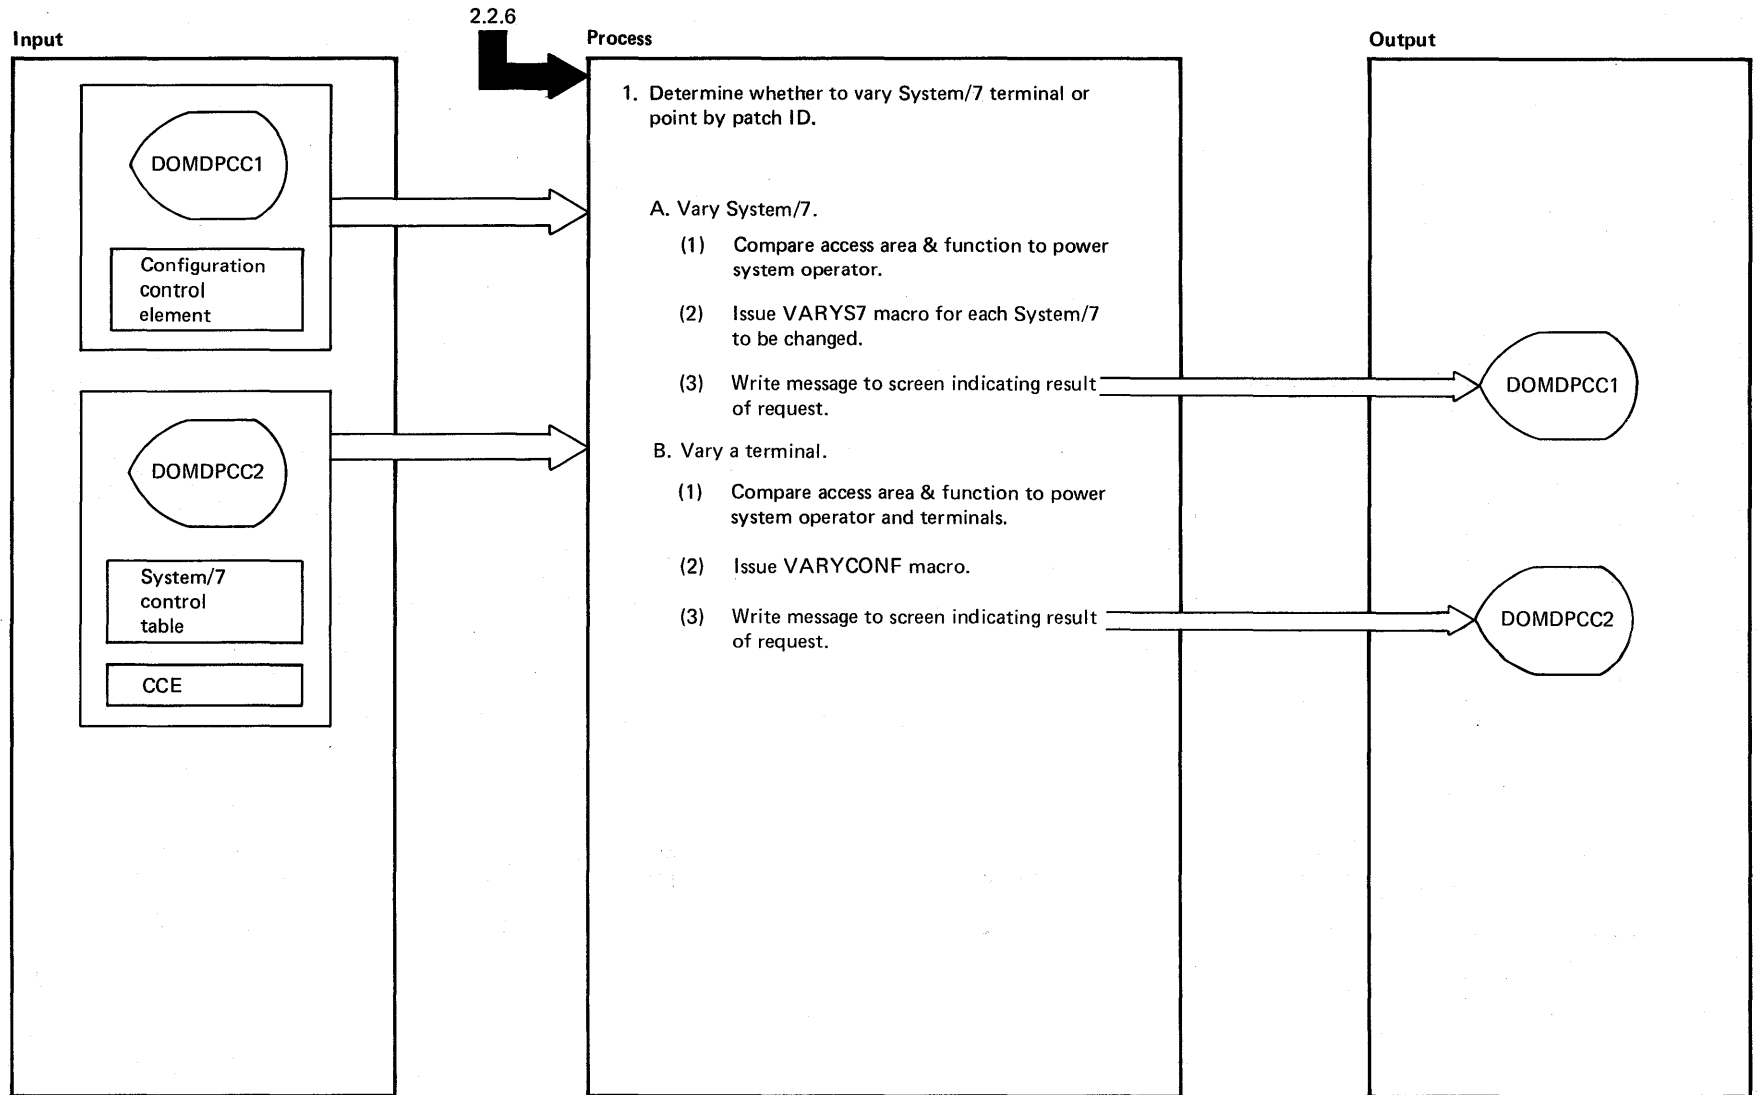 2.2.6
Input
Process
Output
DOMDPCC1
Configuration
control
element
DOMDPCC2
System/7
control
table
CCE
1. Determine whether to vary System/7 terminal or
point by patch ID.
A. Vary System/7.
(1) Compare access area & function to power
system operator.
(2) Issue VARYS7 macro for each System/7
to be changed.
(3) Write message to screen indicating result
of request.
B. Vary a terminal.
(1) Compare access area & function to power
system operator and terminals.
(2) Issue VARYCONF macro.
(3) Write message to screen indicating result
of request.
DOMDPCC1
DOMDPCC2